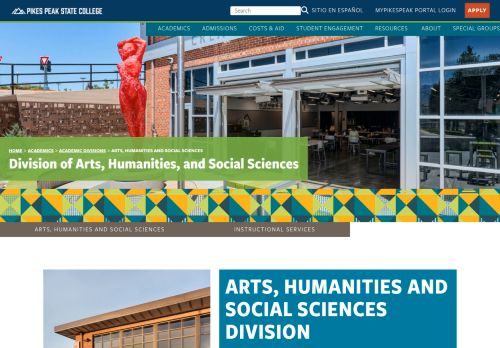 PIKES PEAK STATE COLLEGE
Search
SITIO EN ESPAÑOL
MYPIKESPEAK PORTAL LOGIN
APPLY
ACADEMICS ADMISSIONS COSTS & AID STUDENT ENGAGEMENT RESOURCES ABOUT SPECIAL GROUPS
HOME > ACADEMICS > ACADEMIC DIVISIONS > ARTS, HUMANITIES AND SOCIAL SCIENCES
Division of Arts, Humanities, and Social Sciences
ARTS, HUMANITIES AND SOCIAL SCIENCES
INSTRUCTIONAL SERVICES
ARTS, HUMANITIES AND
SOCIAL SCIENCES
DIVISION